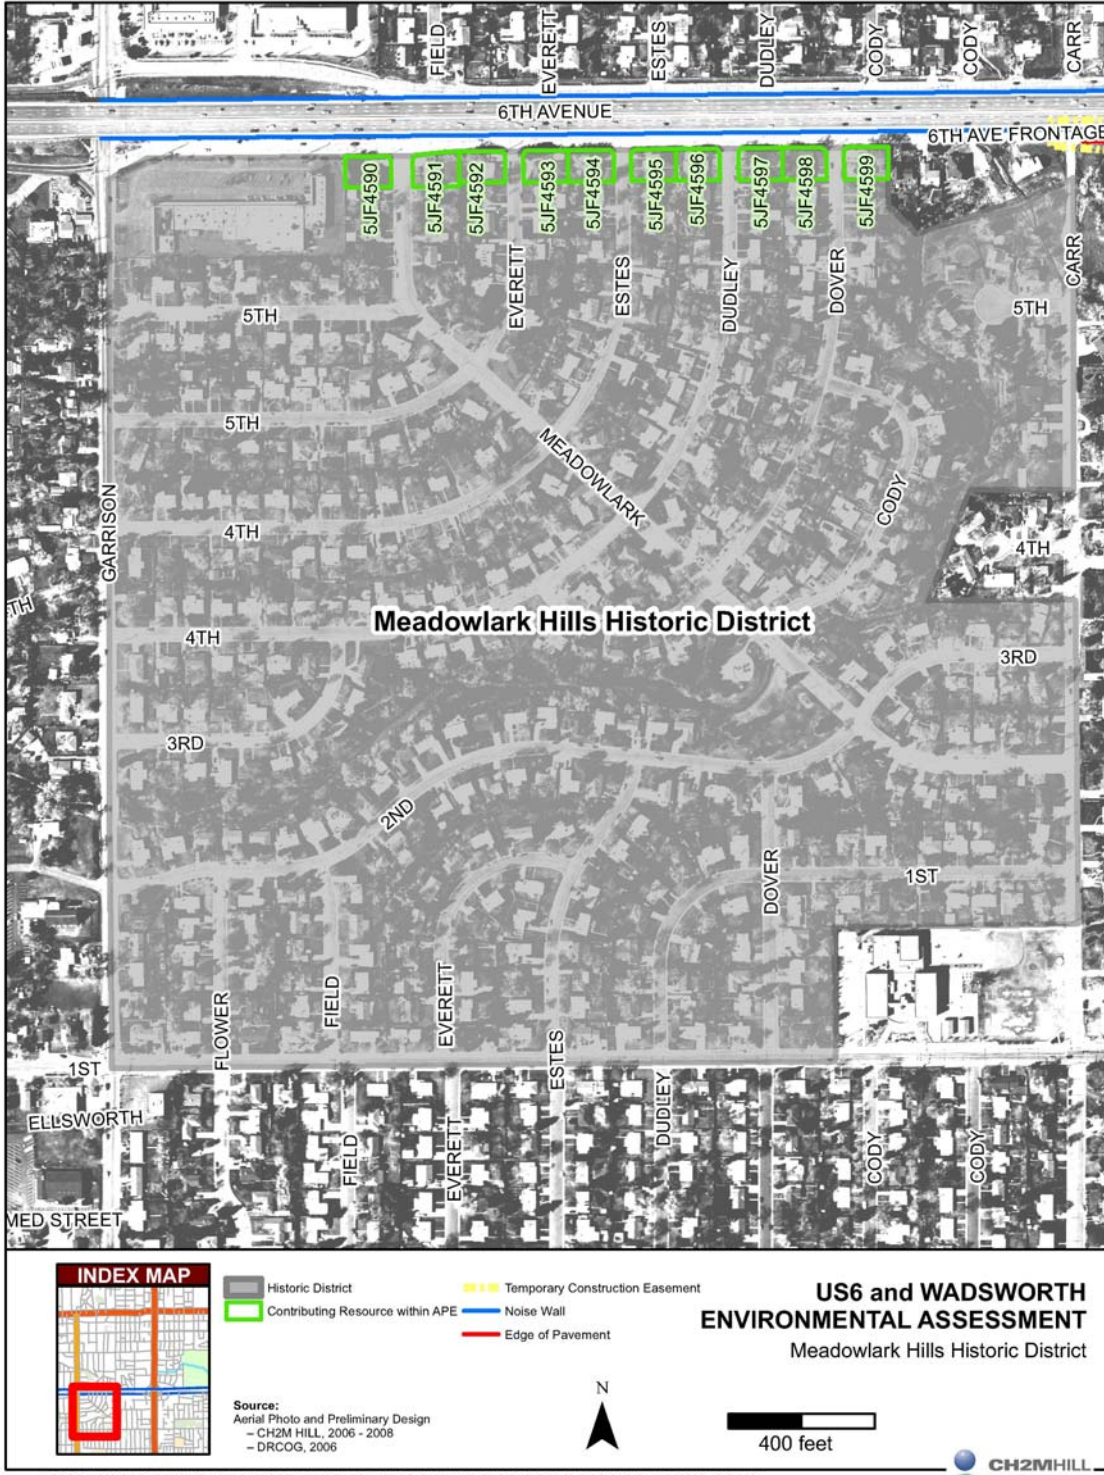 FIELD
EVERETT
ESTES
DUDLEY
CODY
CODY
CARR
6TH AVENUE
6TH AVE FRONTAGE
5JF4590
5JF4591
5JF4592
5JF4593
5JF4594
5JF4595
5JF4596
5JF4597
5JF4598
5JF4599
EVERETT
ESTES
DUDLEY
DOVER
CARR
5TH
5TH
5TH
MEADOWLARK
CODY
GARRISON
4TH
4TH
TH
Meadowlark Hills Historic District
4TH
3RD
3RD
2ND
DOVER
1ST
FLOWER
FIELD
EVERETT
ESTES
1ST
ELLSWORTH
FIELD
EVERETT
DUDLEY
CODY
CODY
MED STREET
INDEX MAP
Historic District
Contributing Resource within APE
Temporary Construction Easement
Noise Wall
Edge of Pavement
Source:
Aerial Photo and Preliminary Design
– CH2M HILL, 2006 - 2008
– DRCOG, 2006
N
400 feet
US6 and WADSWORTH
ENVIRONMENTAL ASSESSMENT
Meadowlark Hills Historic District
CH2MHILL